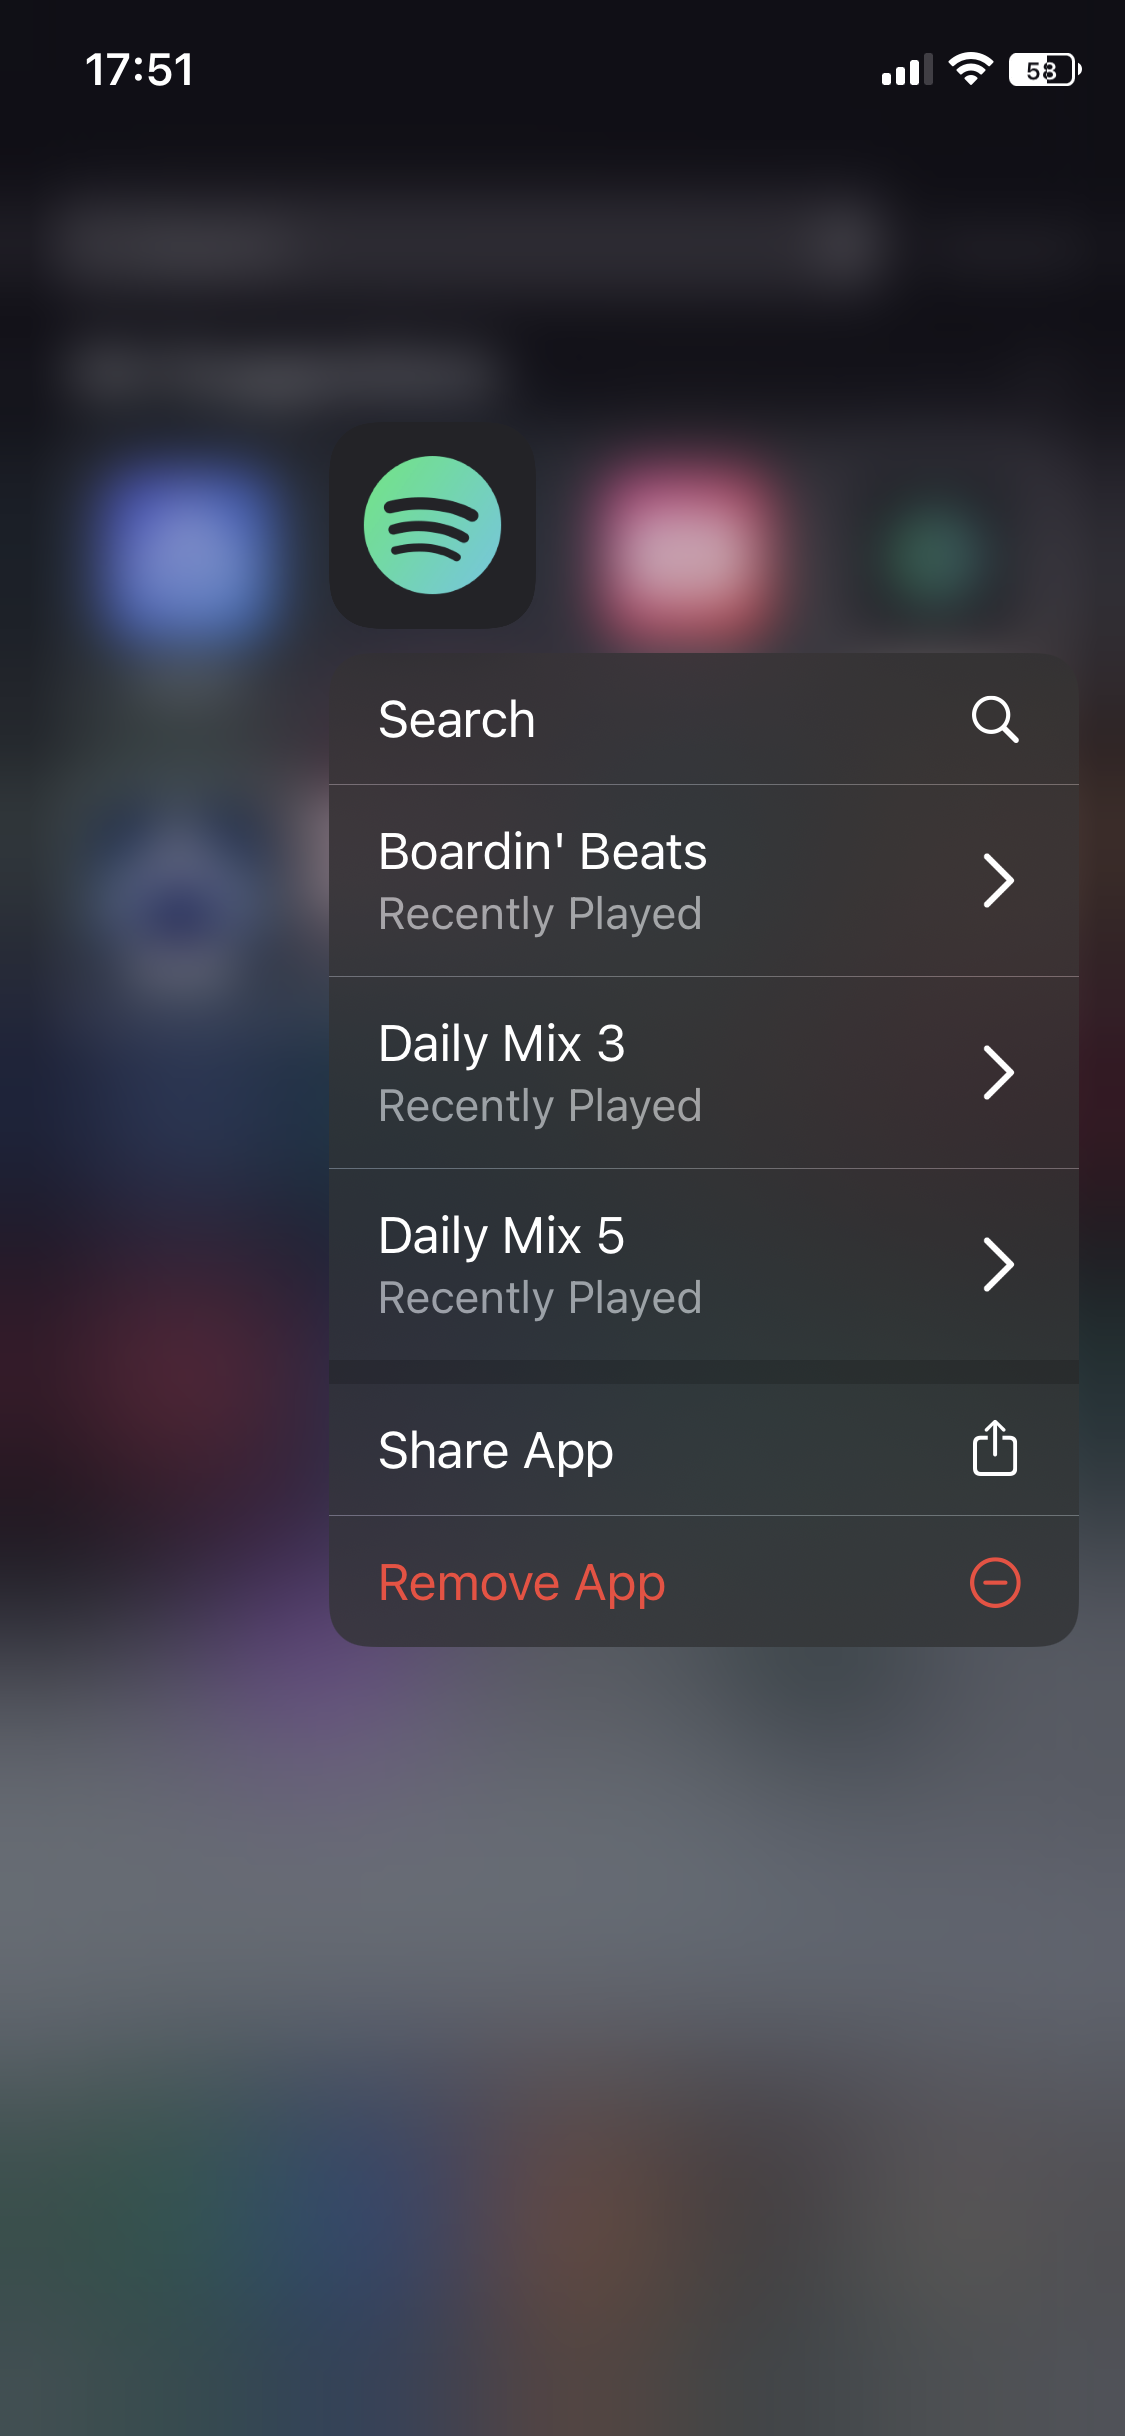 17:51
58
Search
Boardin' Beats
Recently Played
Daily Mix 3
Recently Played
Daily Mix 5
Recently Played
Share App
Remove App